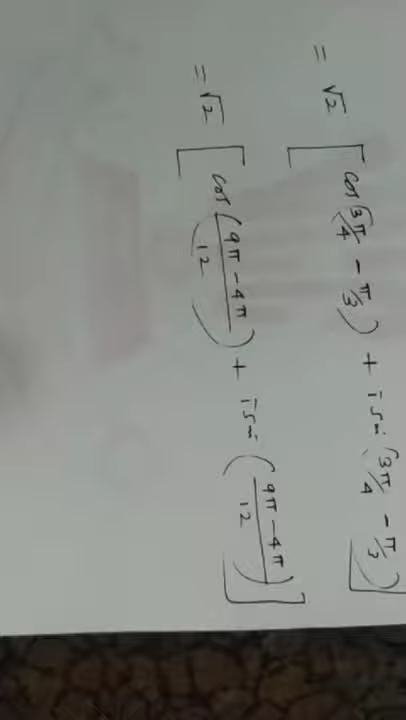 = √2 [cos(3π/4 - π/3) + i sin(3π/4 - π/3)]
= √2 [cos(9π - 4π/12) + i sin(9π - 4π/12)]